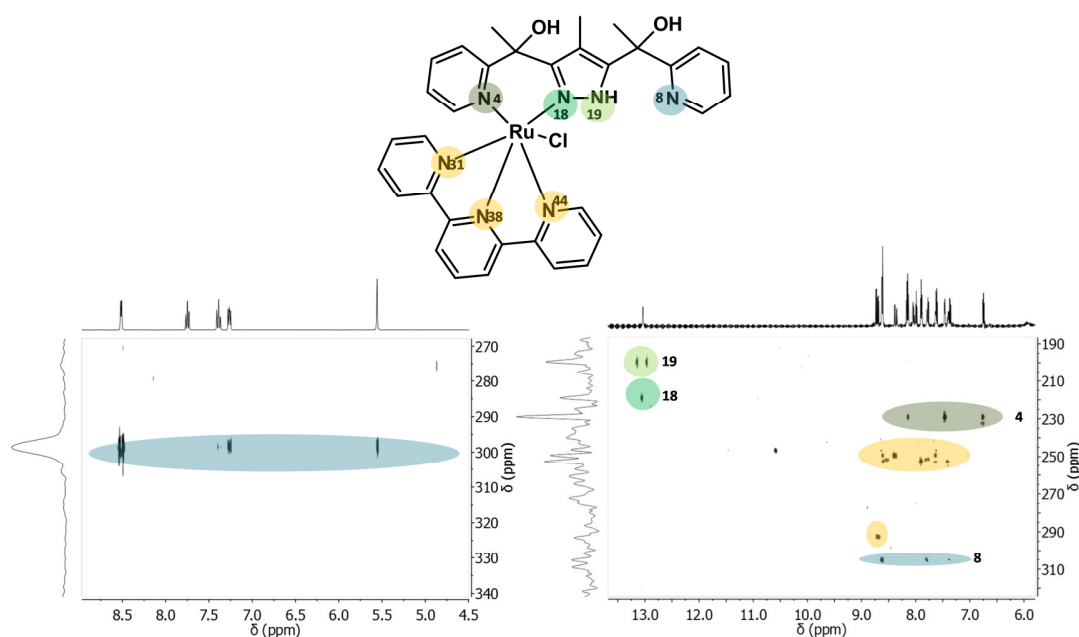 OH
OH
N4
N
NH
8 N
18
19
Ru
Cl
N31
N44
N38
270
280
290
300
310
320
330
340
δ (ppm)
8.5 8.0 7.5 7.0 6.5 6.0 5.5 5.0 4.5
δ (ppm)
19
18
4
8
190
210
230
250
270
290
310
δ (ppm)
13.0 12.0 11.0 10.0 9.0 8.0 7.0 6.0
δ (ppm)